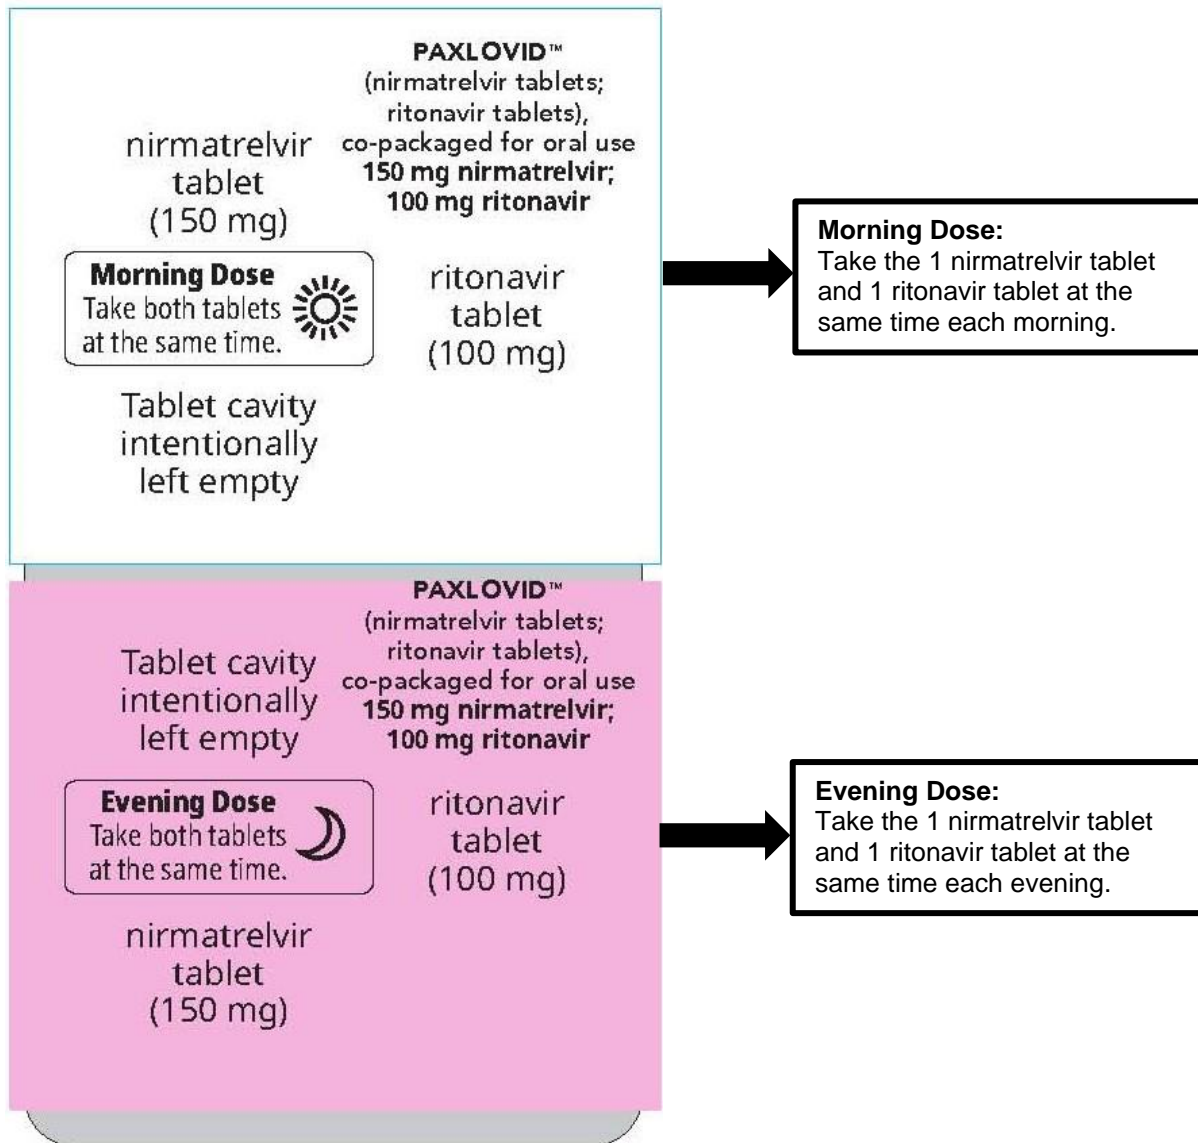 PAXLOVID™
(nirmatrelvir tablets;
ritonavir tablets),
co-packaged for oral use
150 mg nirmatrelvir;
100 mg ritonavir
nirmatrelvir
tablet
(150 mg)
Morning Dose
Take both tablets
at the same time.
ritonavir
tablet
(100 mg)
Tablet cavity
intentionally
left empty
Morning Dose:
Take the 1 nirmatrelvir tablet
and 1 ritonavir tablet at the
same time each morning.
PAXLOVID™
(nirmatrelvir tablets;
ritonavir tablets),
co-packaged for oral use
150 mg nirmatrelvir;
100 mg ritonavir
Tablet cavity
intentionally
left empty
Evening Dose
Take both tablets
at the same time.
ritonavir
tablet
(100 mg)
nirmatrelvir
tablet
(150 mg)
Evening Dose:
Take the 1 nirmatrelvir tablet
and 1 ritonavir tablet at the
same time each evening.